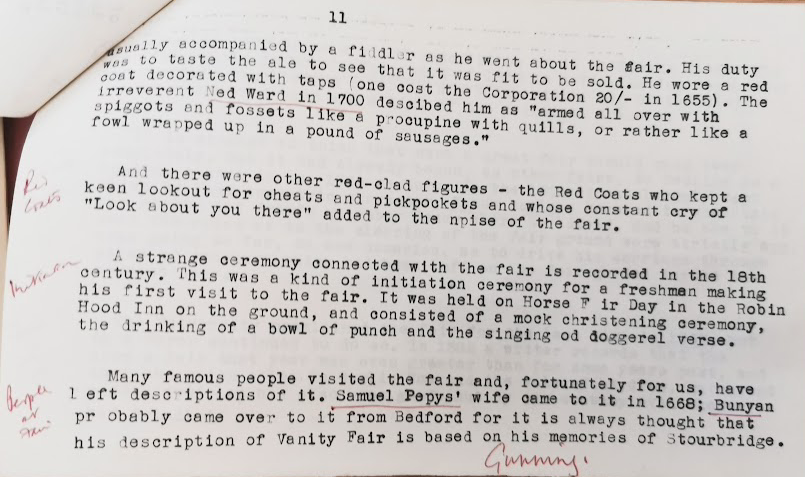 11
usually accompanied by a fiddler as he went about the fair. His duty
was to taste the ale to see that it was fit to be sold. He wore a red
coat decorated with taps (one cost the Corporation 20/- in 1655). The
irreverent Ned Ward in 1700 descibed him as "armed all over with
spiggots and fossets like a procupine with quills, or rather like a
fowl wrapped up in a pound of sausages."
Red
Coats
And there were other red-clad figures - the Red Coats who kept a
keen lookout for cheats and pickpockets and whose constant cry of
"Look about you there" added to the npise of the fair.
Initiation
A strange ceremony connected with the fair is recorded in the 18th
century. This was a kind of initiation ceremony for a freshman making
his first visit to the fair. It was held on Horse F ir Day in the Robin
Hood Inn on the ground, and consisted of a mock christening ceremony,
the drinking of a bowl of punch and the singing od doggerel verse.
People
at
Fair
Many famous people visited the fair and, fortunately for us, have
left descriptions of it. Samuel Pepys' wife came to it in 1668; Bunyan
pr obably came over to it from Bedford for it is always thought that
his description of Vanity Fair is based on his memories of Stourbridge.
Gunning.